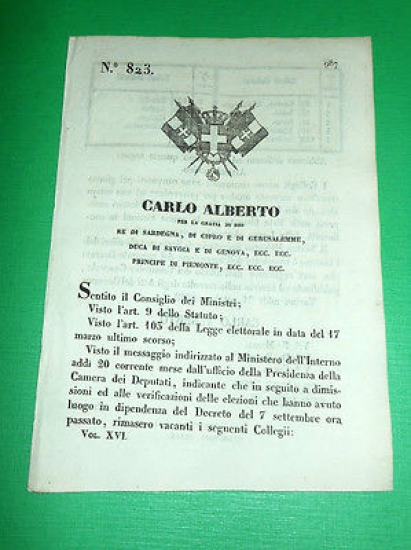 N.° 823.
987
CARLO ALBERTO
PER LA GRAZIA DI DIO
RE DI SARDEGNA, DI CIPRO E DI GERUSALEMME,
DUCA DI SAVOIA E DI GENOVA, ECC. ECC.
PRINCIPE DI PIEMONTE, ECC. ECC. ECC.
Sentito il Consiglio dei Ministri;
Visto l'art. 9 dello Statuto;
Visto l'art. 105 della Legge elettorale in data del 17
marzo ultimo scorso;
Visto il messaggio indirizzato al Ministero dell'Interno
addì 20 corrente mese dall'uffizio della Presidenza della
Camera dei Deputati, indicante che in seguito a dimis-
sioni ed alle verificazioni delle elezioni che hanno avuto
luogo in dipendenza del Decreto del 7 settembre ora
passato, rimasero vacanti i seguenti Collegii:
Vol. XVI.